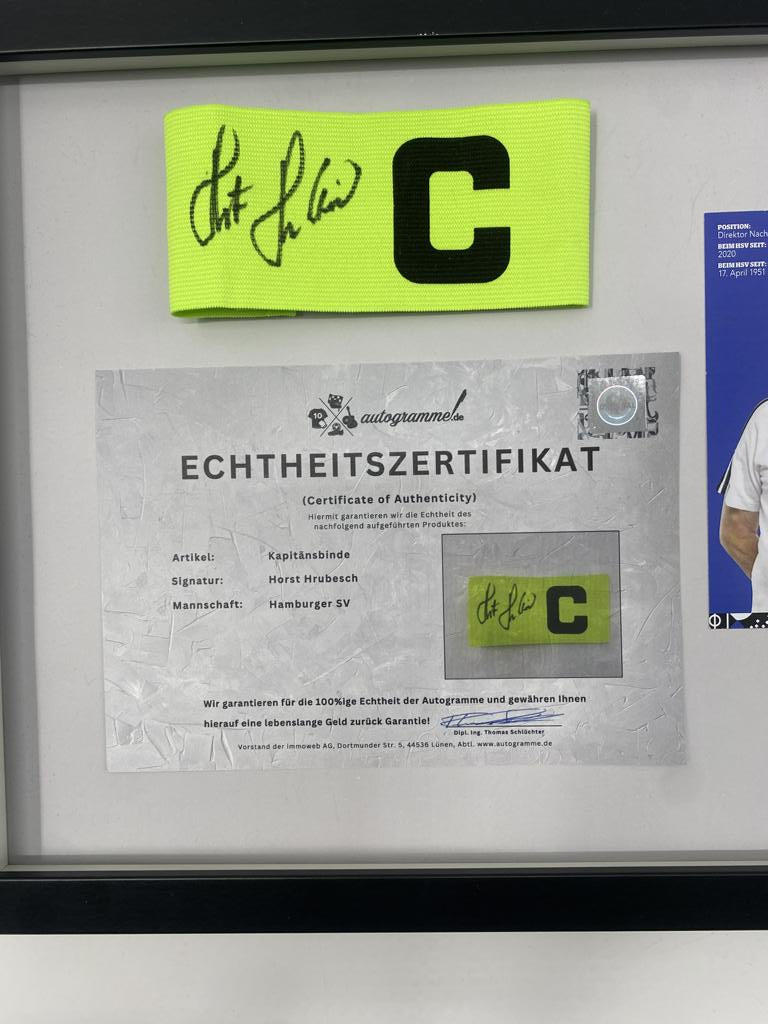 C
POSITION:
Direktor Nach
BEIM HSV SEIT:
2020
BEIM HSV SEIT:
17. April 1951
10
autogramme.de
ECHTHEITSZERTIFIKAT
(Certificate of Authenticity)
Hiermit garantieren wir die Echtheit des
nachfolgend aufgeführten Produktes:
Artikel: Kapitänsbinde
Signatur: Horst Hrubesch
Mannschaft: Hamburger SV
C
Wir garantieren für die 100%ige Echtheit der Autogramme und gewähren Ihnen
hierauf eine lebenslange Geld zurück Garantie!
Dipl. Ing. Thomas Schlüchter
Vorstand der immoweb AG, Dortmunder Str. 5, 44536 Lünen, Abtl. www.autogramme.de